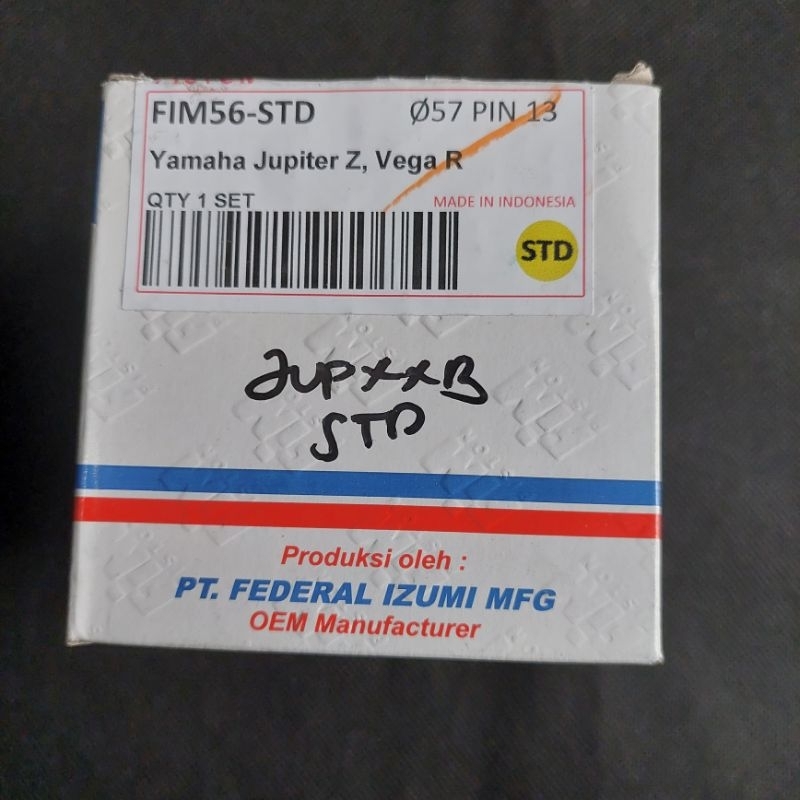 FIM56-STD Ø57 PIN 13
Yamaha Jupiter Z, Vega R
QTY 1 SET MADE IN INDONESIA
STD
JUPXXB
STD
Produksi oleh :
PT. FEDERAL IZUMI MFG
OEM Manufacturer